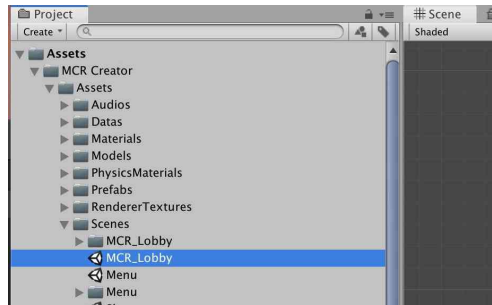 Project
Scene
Create
Shaded
Assets
MCR Creator
Assets
Audios
Datas
Materials
Models
PhysicsMaterials
Prefabs
RendererTextures
Scenes
MCR_Lobby
MCR_Lobby
Menu
Menu